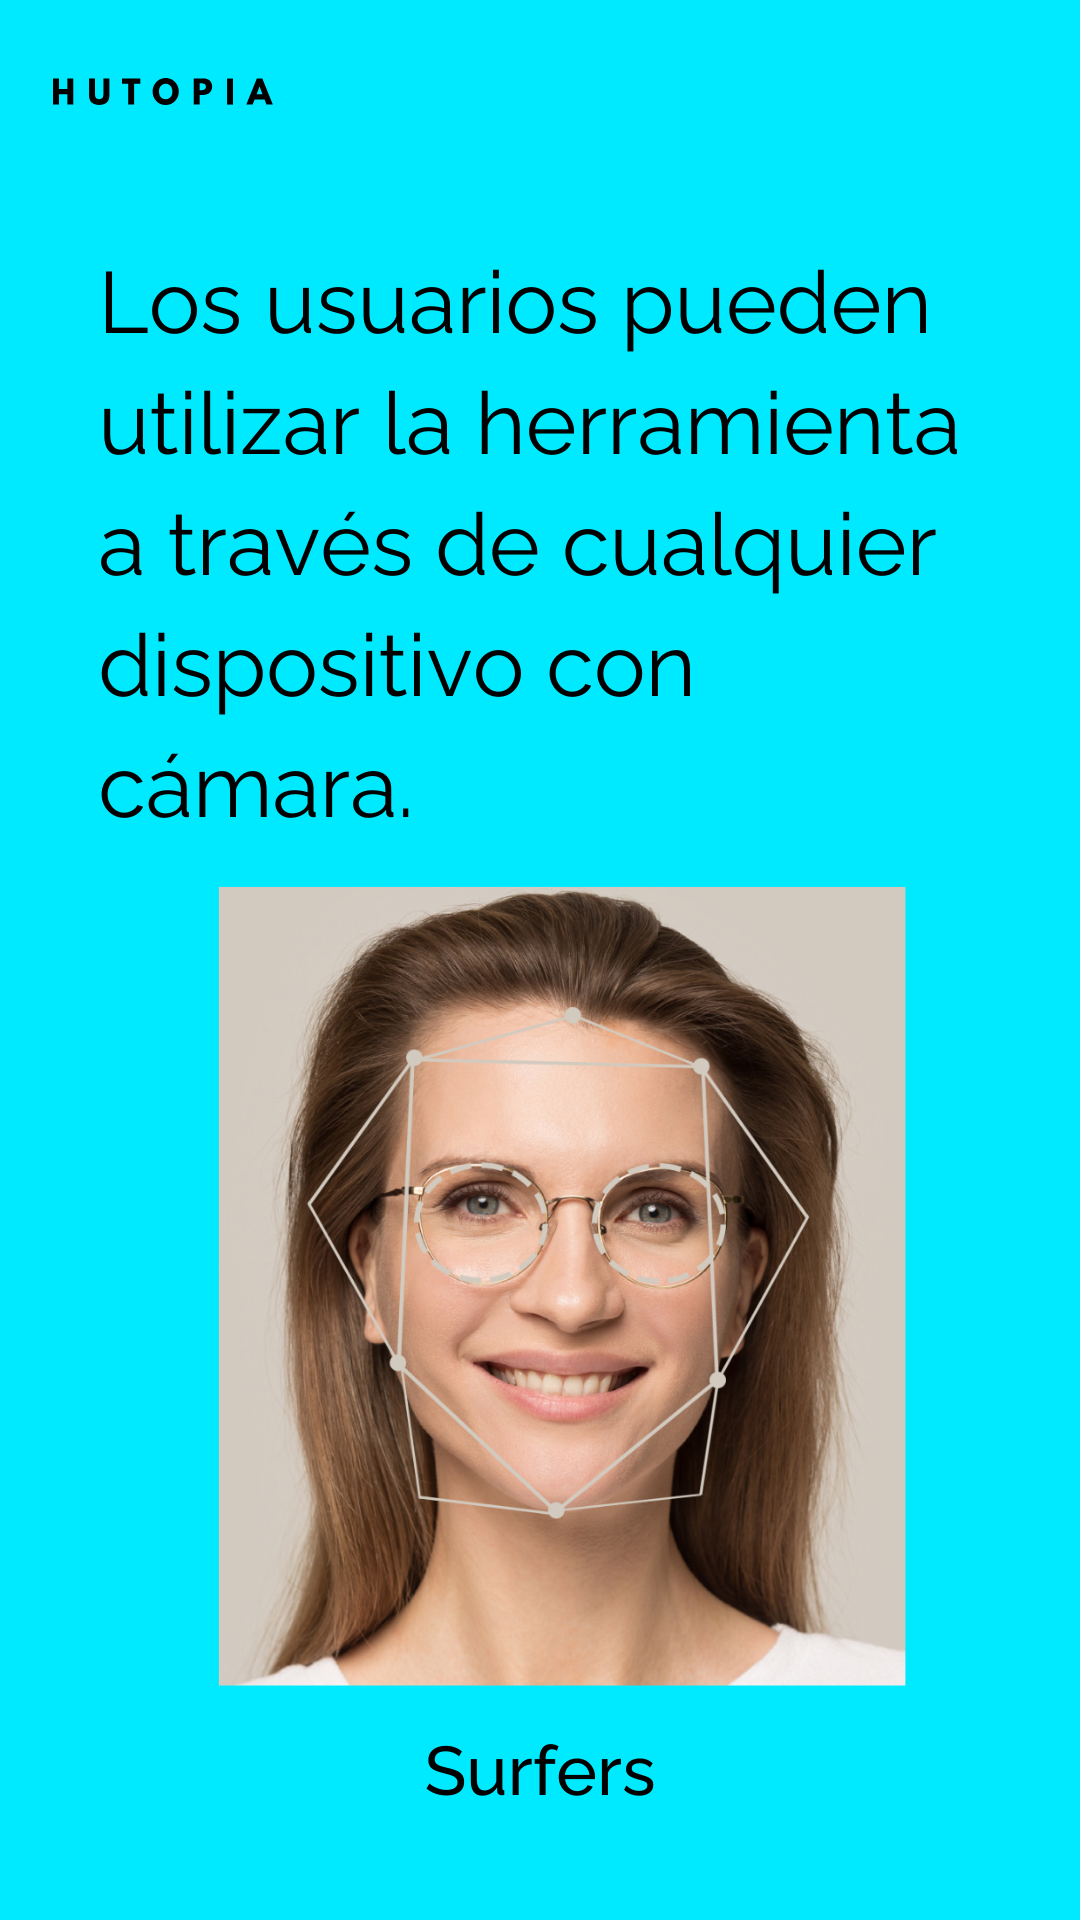 HUTOPIA
Los usuarios pueden
utilizar la herramienta
a través de cualquier
dispositivo con
cámara.
Surfers